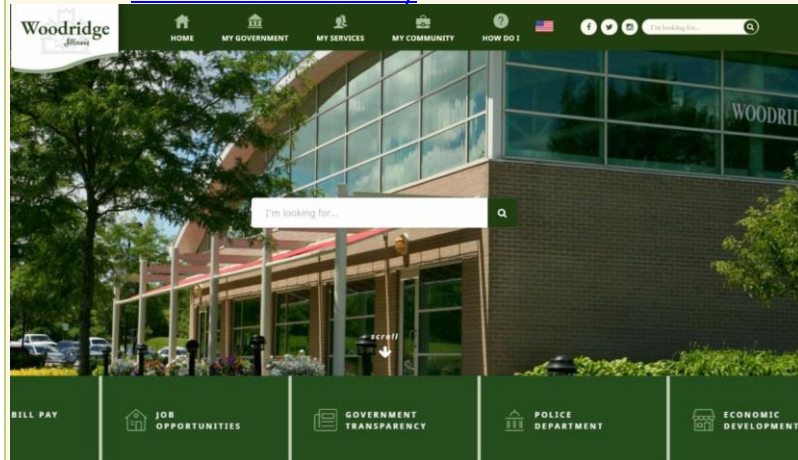 Woodridge
Illinois
HOME
MY GOVERNMENT
MY SERVICES
MY COMMUNITY
HOW DO I
I'm looking for...
WOODRID
I'm looking for...
scroll
BILL PAY
JOB
OPPORTUNITIES
GOVERNMENT
TRANSPARENCY
POLICE
DEPARTMENT
ECONOMIC
DEVELOPMENT